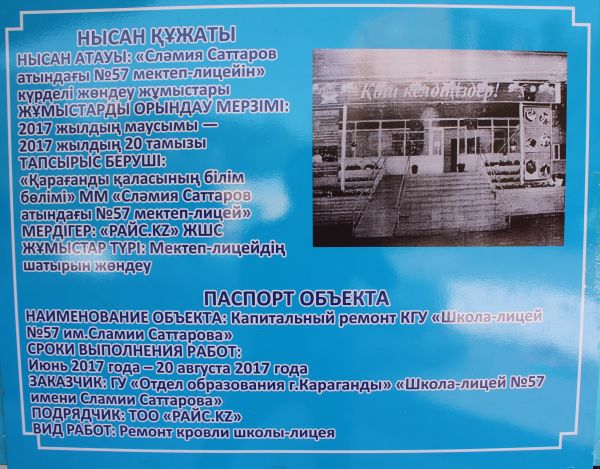 НЫСАН ҚҰЖАТЫ
НЫСАН АТАУЫ: «Слэмия Саттаров
атындағы №57 мектеп-лицейін»
күрделі жөндеу жұмыстары
ЖҰМЫСТАРДЫ ОРЫНДАУ МЕРЗІМІ:
2017 жылдың маусымы —
2017 жылдың 20 тамызы
ТАПСЫРЫС БЕРУШІ:
«Қарағанды қаласының білім
бөлімі» ММ «Слэмия Саттаров
атындағы №57 мектеп-лицей»
МЕРДІГЕР: «РАЙС.KZ» ЖШС
ЖҰМЫСТАР ТҮРІ: Мектеп-лицейдің
шатырын жөндеу
Қош келдіңіздер!
ПАСПОРТ ОБЪЕКТА
НАИМЕНОВАНИЕ ОБЪЕКТА: Капитальный ремонт КГУ «Школа-лицей
№57 им.Сламии Саттарова»
СРОКИ ВЫПОЛНЕНИЯ РАБОТ:
Июнь 2017 года – 20 августа 2017 года
ЗАКАЗЧИК: ГУ «Отдел образования г.Караганды» «Школа-лицей №57
имени Сламии Саттарова»
ПОДРЯДЧИК: ТОО «РАЙС.KZ»
ВИД РАБОТ: Ремонт кровли школы-лицея